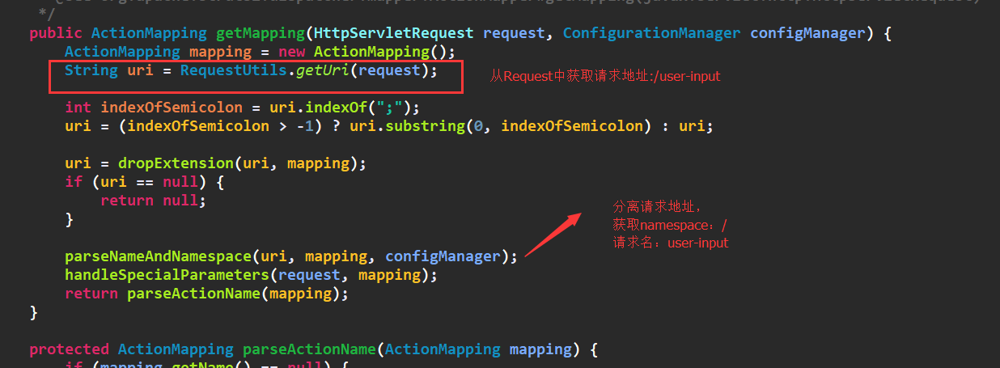 */
public ActionMapping getMapping(HttpServletRequest request, ConfigurationManager configManager) {
ActionMapping mapping = new ActionMapping();
String uri = RequestUtils.getUri(request);
从Request中获取请求地址:/user-input
int indexOfSemicolon = uri.indexOf(";");
uri = (indexOfSemicolon > -1) ? uri.substring(0, indexOfSemicolon) : uri;
uri = dropExtension(uri, mapping);
if (uri == null) {
return null;
}
分离请求地址，
获取namespace：/
请求名：user-input
parseNameAndNamespace(uri, mapping, configManager);
handleSpecialParameters(request, mapping);
return parseActionName(mapping);
}
protected ActionMapping parseActionName(ActionMapping mapping) {
if (mapping.getName() == null) {